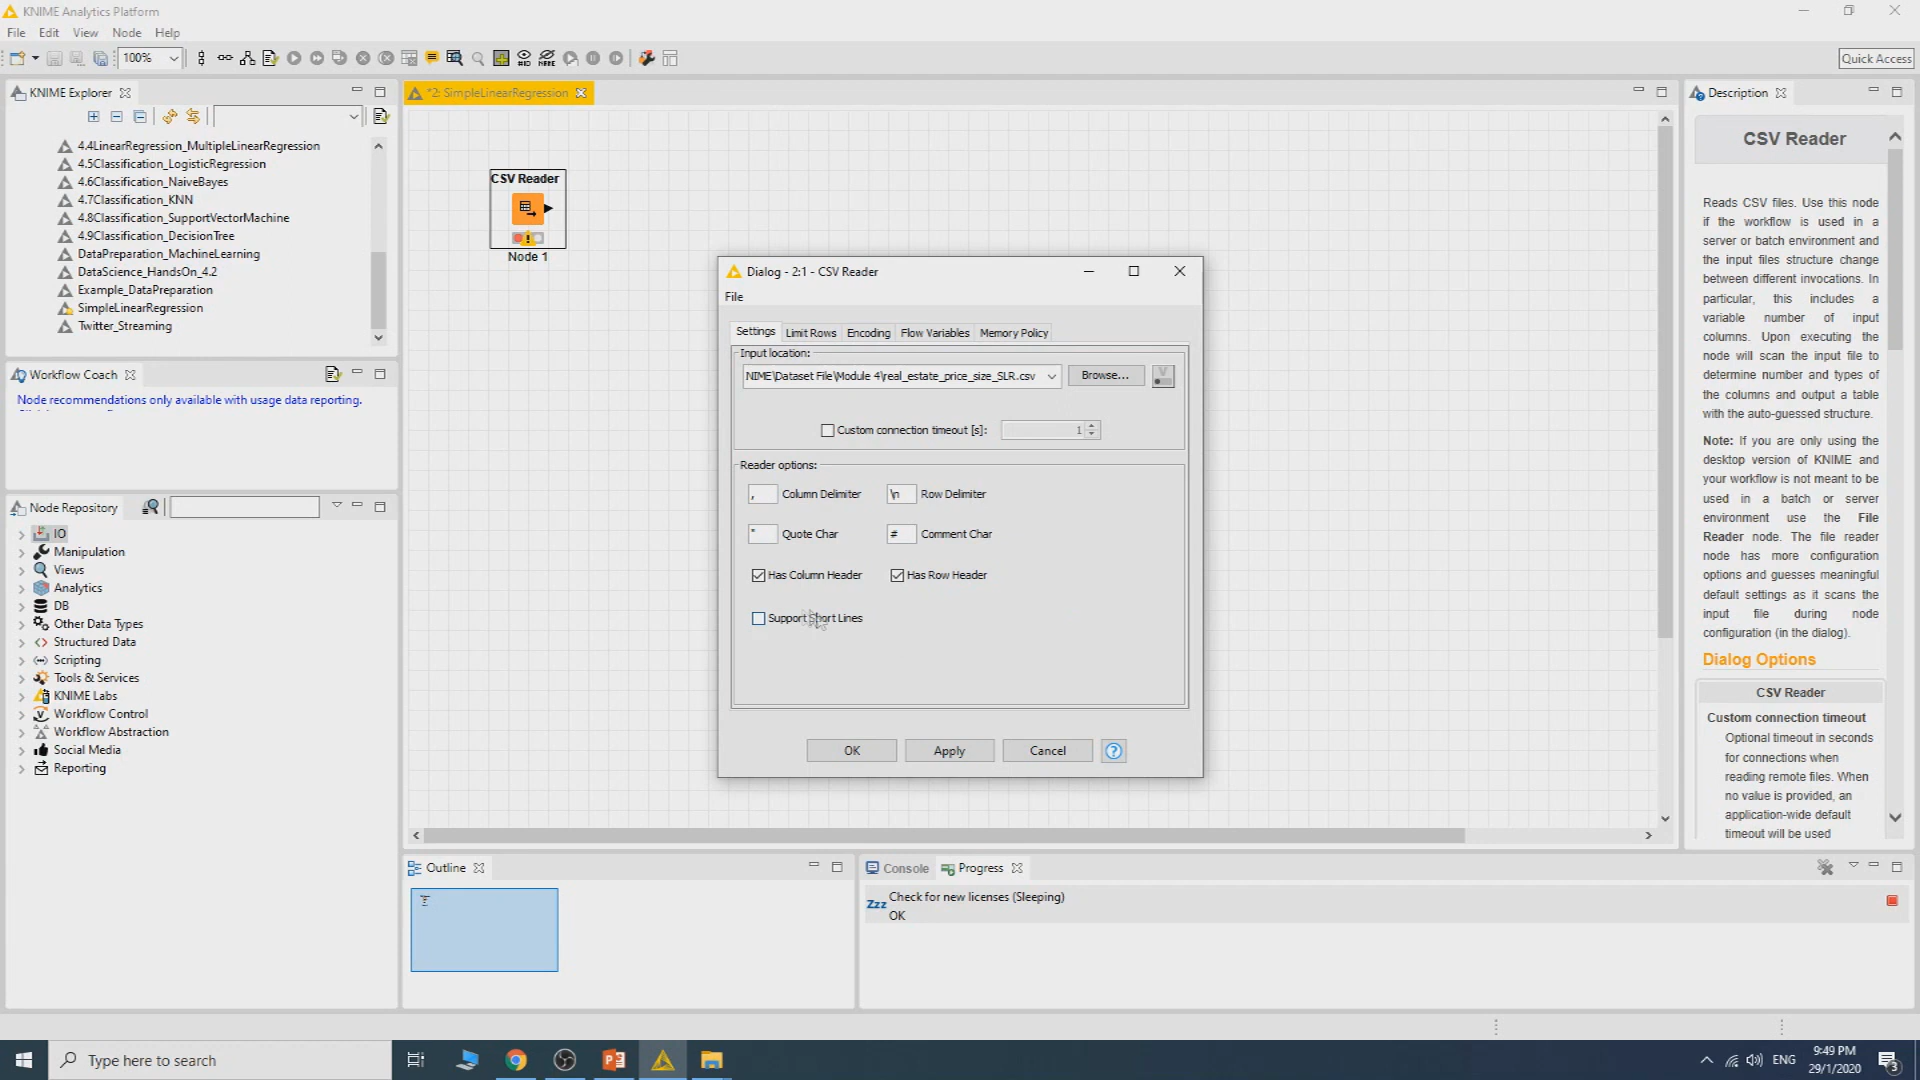 KNIME Analytics Platform
File Edit View Node Help
100%
Quick Access
KNIME Explorer
4.4LinearRegression_MultipleLinearRegression
4.5Classification_LogisticRegression
4.6Classification_NaiveBayes
4.7Classification_KNN
4.8Classification_SupportVectorMachine
4.9Classification_DecisionTree
DataPreparation_MachineLearning
DataScience_HandsOn_4.2
Example_DataPreparation
SimpleLinearRegression
Twitter_Streaming
Workflow Coach
Node recommendations only available with usage data reporting.
Node Repository
IO
Manipulation
Views
Analytics
DB
Other Data Types
Structured Data
Scripting
Tools & Services
KNIME Labs
Workflow Control
Workflow Abstraction
Social Media
Reporting
*2: SimpleLinearRegression
CSV Reader
Node 1
Dialog - 2:1 - CSV Reader
File
Settings Limit Rows Encoding Flow Variables Memory Policy
Input location:
NIME\Dataset File\Module 4\real_estate_price_size_SLR.csv Browse...
Custom connection timeout [s]: 1
Reader options:
, Column Delimiter \n Row Delimiter
" Quote Char # Comment Char
Has Column Header Has Row Header
Support Short Lines
OK Apply Cancel ?
Description
CSV Reader
Reads CSV files. Use this node
if the workflow is used in a
server or batch environment and
the input files structure change
between different invocations. In
particular, this includes a
variable number of input
columns. Upon executing the
node will scan the input file to
determine number and types of
the columns and output a table
with the auto-guessed structure.
Note: If you are only using the
desktop version of KNIME and
your workflow is not meant to be
used in a batch or server
environment use the File
Reader node. The file reader
node has more configuration
options and guesses meaningful
default settings as it scans the
input file during node
configuration (in the dialog).
Dialog Options
CSV Reader
Custom connection timeout
Optional timeout in seconds
for connections when
reading remote files. When
no value is provided, an
application-wide default
timeout will be used
Outline
Console Progress
Zzz Check for new licenses (Sleeping)
OK
Type here to search
ENG
9:49 PM
29/1/2020
3